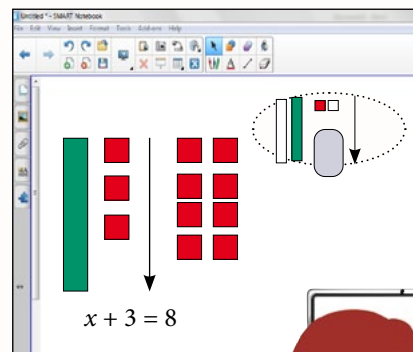 Untitled * - SMART Notebook
File Edit View Insert Format Tools Add-ons Help
x + 3 = 8